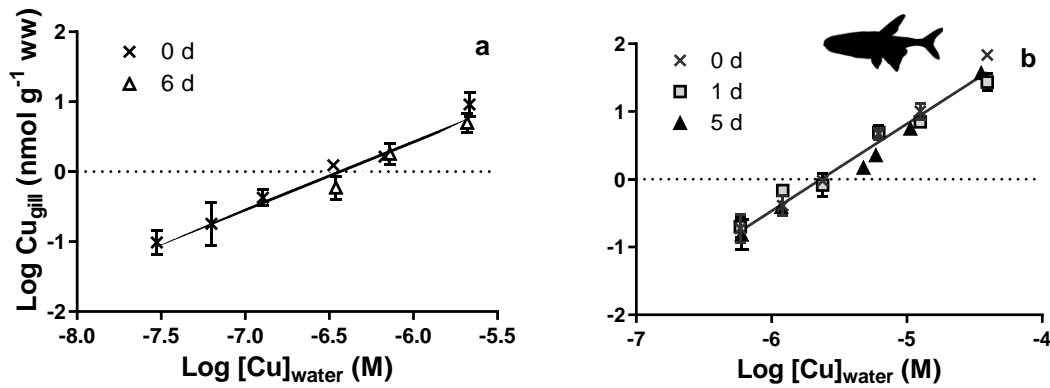 a
0 d
6 d
2
1
0
-1
-2
-8.0
-7.5
-7.0
-6.5
-6.0
-5.5
Log Cu_gill (nmol g⁻¹ ww)
Log [Cu]_water (M)
b
0 d
1 d
5 d
2
1
0
-1
-2
-7
-6
-5
-4
Log [Cu]_water (M)